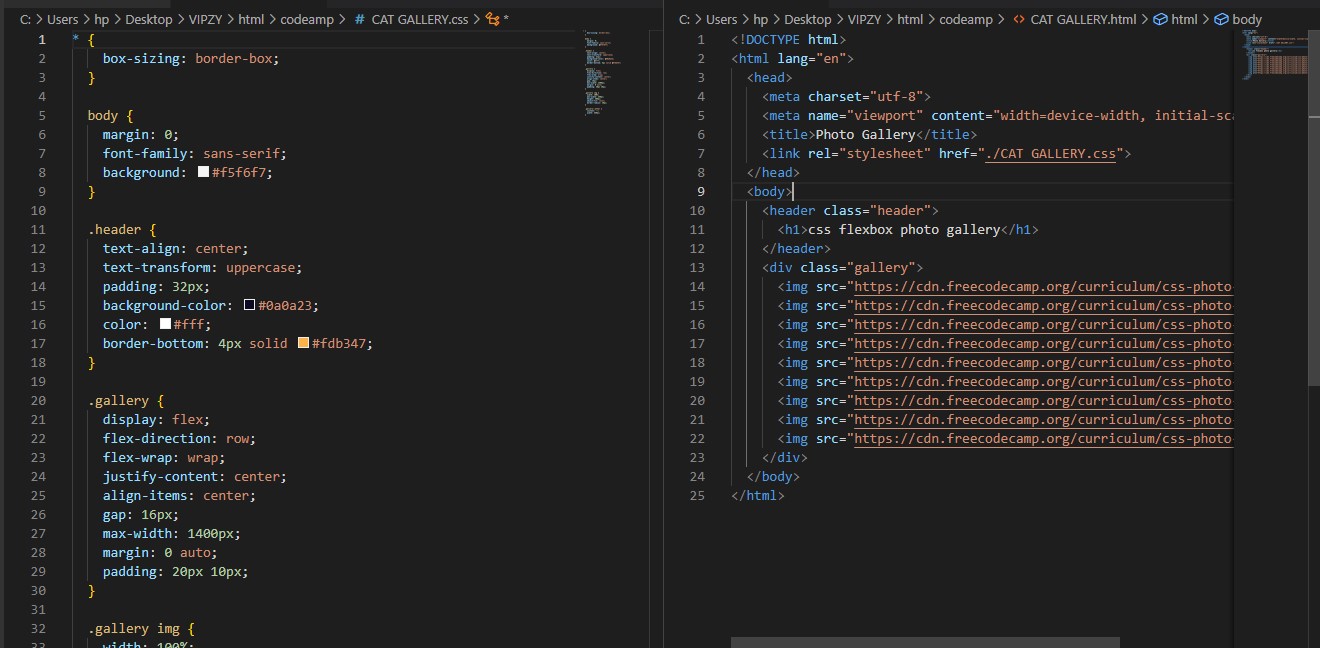 C: > Users > hp > Desktop > VIPZY > html > codeamp > # CAT GALLERY.css > *
1 * {
2 box-sizing: border-box;
3 }
4
5 body {
6 margin: 0;
7 font-family: sans-serif;
8 background: #f5f6f7;
9 }
10
11 .header {
12 text-align: center;
13 text-transform: uppercase;
14 padding: 32px;
15 background-color: #0a0a23;
16 color: #fff;
17 border-bottom: 4px solid #fdb347;
18 }
19
20 .gallery {
21 display: flex;
22 flex-direction: row;
23 flex-wrap: wrap;
24 justify-content: center;
25 align-items: center;
26 gap: 16px;
27 max-width: 1400px;
28 margin: 0 auto;
29 padding: 20px 10px;
30 }
31
32 .gallery img {
33 width: 100%;
C: > Users > hp > Desktop > VIPZY > html > codeamp > <> CAT GALLERY.html > html > body
1 <!DOCTYPE html>
2 <html lang="en">
3 <head>
4 <meta charset="utf-8">
5 <meta name="viewport" content="width=device-width, initial-sca
6 <title>Photo Gallery</title>
7 <link rel="stylesheet" href="./CAT GALLERY.css">
8 </head>
9 <body>
10 <header class="header">
11 <h1>css flexbox photo gallery</h1>
12 </header>
13 <div class="gallery">
14 <img src="https://cdn.freecodecamp.org/curriculum/css-photo-
15 <img src="https://cdn.freecodecamp.org/curriculum/css-photo-
16 <img src="https://cdn.freecodecamp.org/curriculum/css-photo-
17 <img src="https://cdn.freecodecamp.org/curriculum/css-photo-
18 <img src="https://cdn.freecodecamp.org/curriculum/css-photo-
19 <img src="https://cdn.freecodecamp.org/curriculum/css-photo-
20 <img src="https://cdn.freecodecamp.org/curriculum/css-photo-
21 <img src="https://cdn.freecodecamp.org/curriculum/css-photo-
22 <img src="https://cdn.freecodecamp.org/curriculum/css-photo-
23 </div>
24 </body>
25 </html>